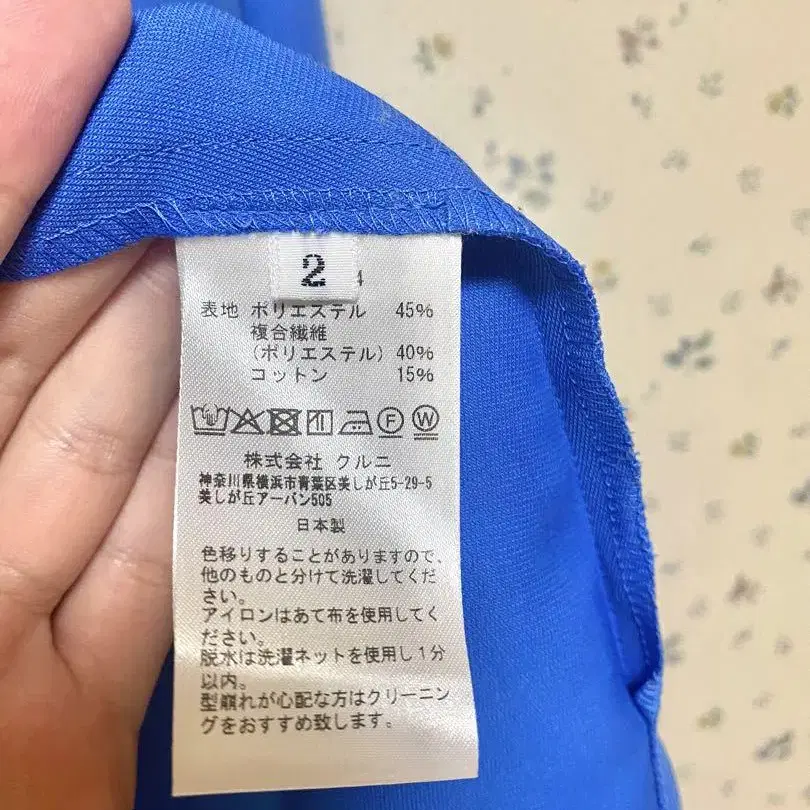 2
4
表地 ポリエステル 45%
複合繊維
(ポリエステル) 40%
コットン 15%
F W
株式会社 クルニ
神奈川県横浜市青葉区美しが丘5-29-5
美しが丘アーバン505
日本製
色移りすることがありますので、
他のものと分けて洗濯してくだ
さい。
アイロンはあて布を使用してく
ださい。
脱水は洗濯ネットを使用し1分
以内。
型崩れが心配な方はクリーニン
グをおすすめ致します。